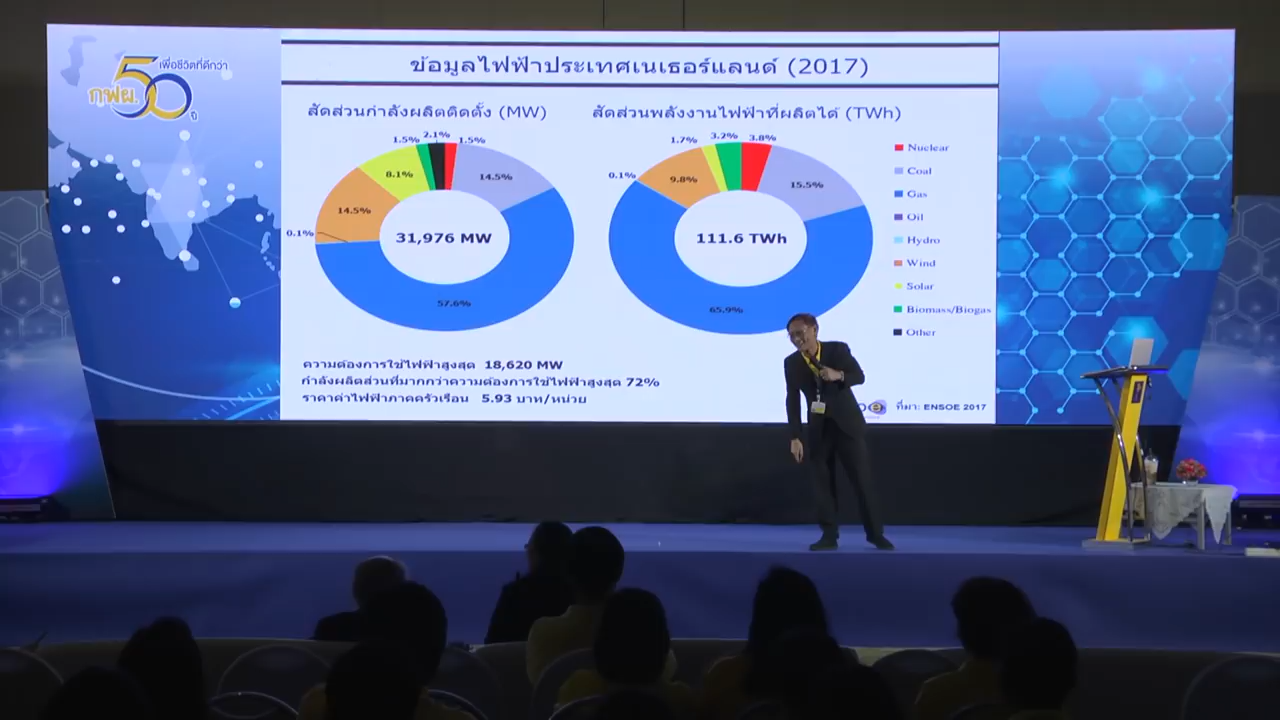 เพื่อชีวิตที่ดีกว่า
กฟผ. 50 ปี
ข้อมูลไฟฟ้าประเทศเนเธอร์แลนด์ (2017)
สัดส่วนกำลังผลิตติดตั้ง (MW)
1.5% 2.1% 1.5%
8.1% 14.5%
14.5%
0.1%
31,976 MW
57.6%
สัดส่วนพลังงานไฟฟ้าที่ผลิตได้ (TWh)
1.7% 3.2% 3.8%
0.1% 9.8% 15.5%
111.6 TWh
65.9%
Nuclear
Coal
Gas
Oil
Hydro
Wind
Solar
Biomass/Biogas
Other
ความต้องการใช้ไฟฟ้าสูงสุด 18,620 MW
กำลังผลิตส่วนที่มากกว่าความต้องการใช้ไฟฟ้าสูงสุด 72%
ราคาค่าไฟฟ้าภาคครัวเรือน 5.93 บาท/หน่วย
ที่มา: ENSOE 2017